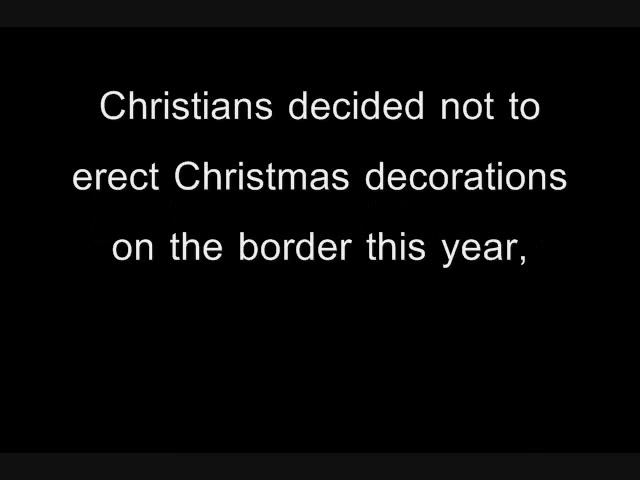 Christians decided not to
erect Christmas decorations
on the border this year,